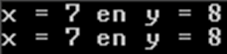 x = 7 en y = 8
x = 7 en y = 8